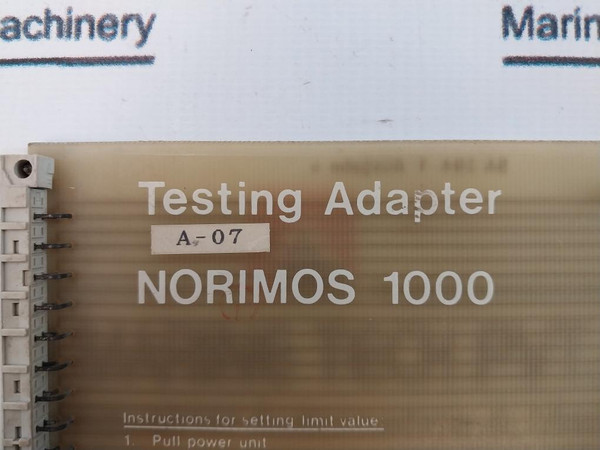 achinery Marin
Testing Adapter
A-07
NORIMOS 1000
Instructions for setting limit value
1. Pull power unit